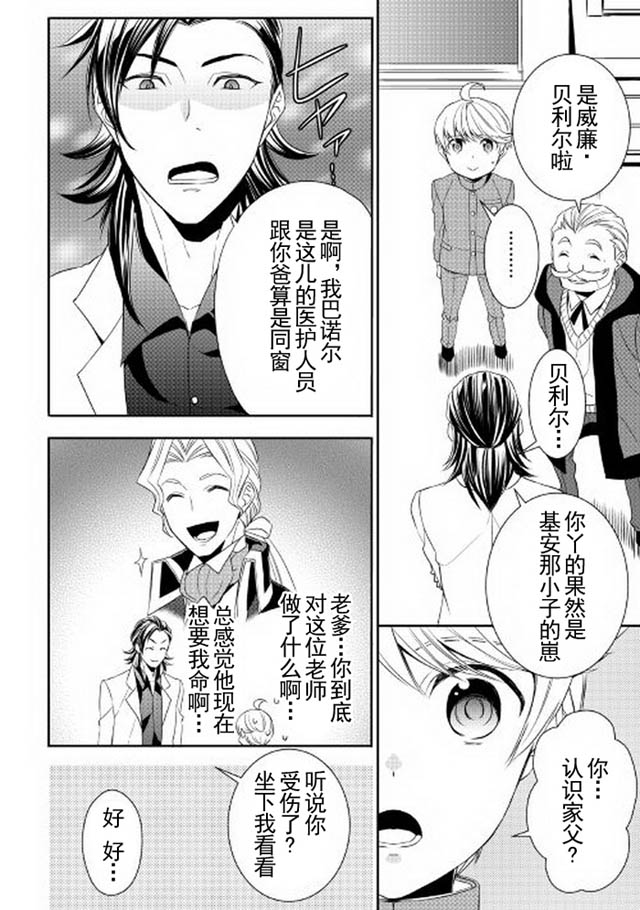 是威廉·
贝利尔啦
………
贝利尔…
你丫的果然是
基安那小子的崽
你…
认识家父？
ヒヤァ…
是啊，我巴诺尔
是这儿的医护人员
跟你爸算是同窗
老爹…你到底
对这位老师
做了什么啊…
总感觉他现在
想要我命啊…
听说你
受伤了？
坐下我看看
好
好…